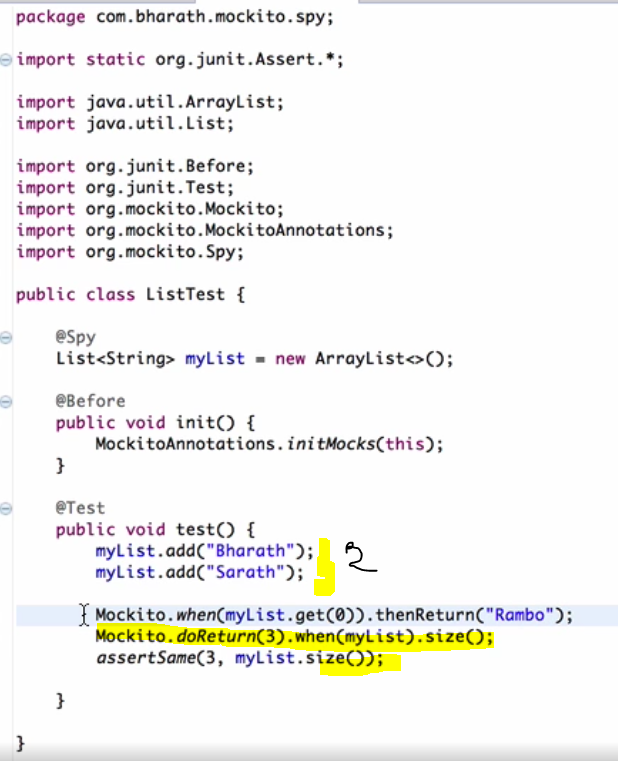 package com.bharath.mockito.spy;
import static org.junit.Assert.*;
import java.util.ArrayList;
import java.util.List;
import org.junit.Before;
import org.junit.Test;
import org.mockito.Mockito;
import org.mockito.MockitoAnnotations;
import org.mockito.Spy;
public class ListTest {
@Spy
List<String> myList = new ArrayList<>();
@Before
public void init() {
MockitoAnnotations.initMocks(this);
}
@Test
public void test() {
myList.add("Bharath"); 2
myList.add("Sarath");
Mockito.when(myList.get(0)).thenReturn("Rambo");
Mockito.doReturn(3).when(myList).size();
assertSame(3, myList.size());
}
}